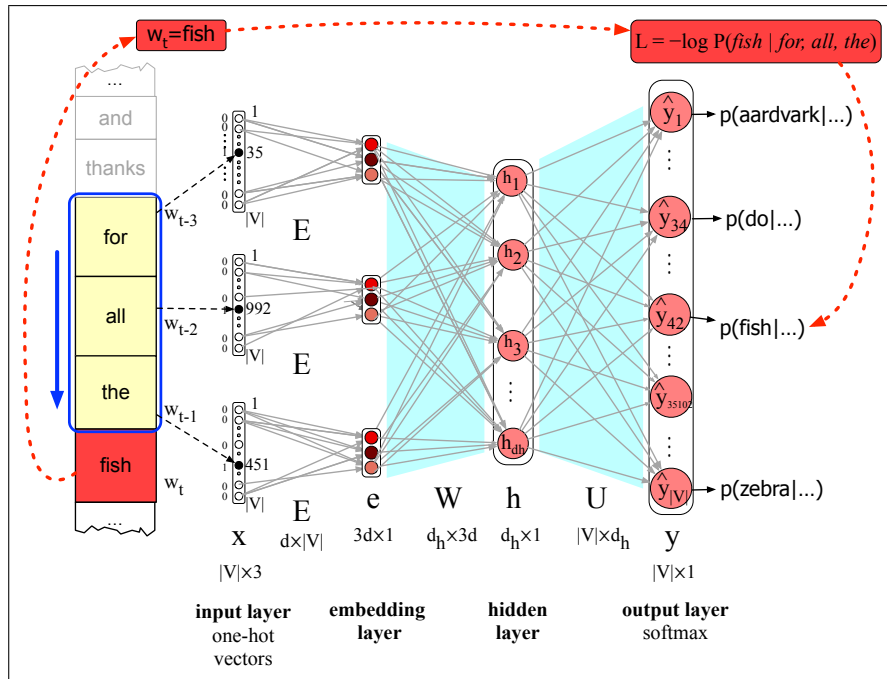 w_t=fish
L = −log P(fish | for, all, the)
...
and
thanks
for
all
the
fish
...
w_t-3
w_t-2
w_t-1
w_t
1
35
|V|
1
992
|V|
1
451
|V|
E
E
E
h_1
h_2
h_3
h_dh
ŷ_1
ŷ_34
ŷ_42
ŷ_35102
ŷ_|V|
p(aardvark|...)
p(do|...)
p(fish|...)
p(zebra|...)
x e W h U y
|V|×3 d×|V| 3d×1 d_h×3d d_h×1 |V|×d_h |V|×1
input layer embedding hidden output layer
one-hot layer layer softmax
vectors